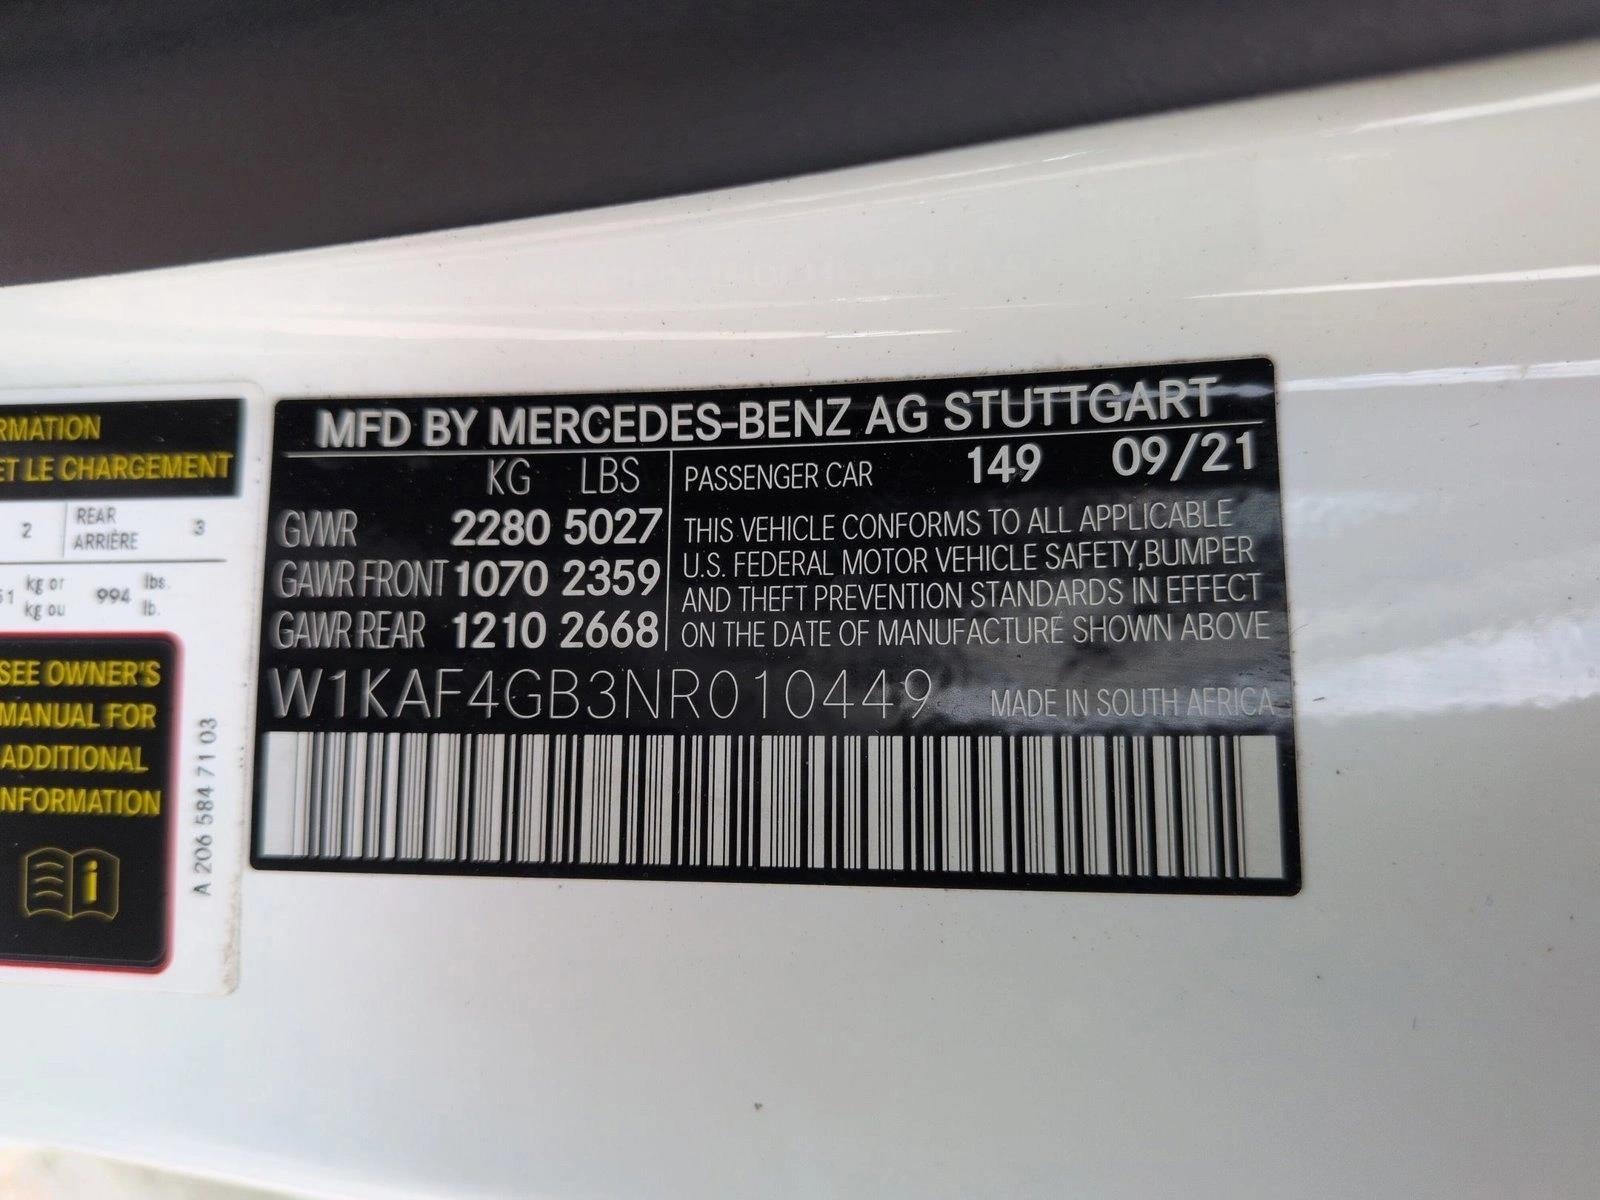 RMATION
ET LE CHARGEMENT
2 REAR ARRIÈRE 3
51 kg or kg ou 994 lbs. lb.
SEE OWNER'S
MANUAL FOR
ADDITIONAL
NFORMATION
A 206 584 71 03
MFD BY MERCEDES-BENZ AG STUTTGART
KG LBS
GVWR 2280 5027
GAWR FRONT 1070 2359
GAWR REAR 1210 2668
PASSENGER CAR 149 09/21
THIS VEHICLE CONFORMS TO ALL APPLICABLE
U.S. FEDERAL MOTOR VEHICLE SAFETY, BUMPER
AND THEFT PREVENTION STANDARDS IN EFFECT
ON THE DATE OF MANUFACTURE SHOWN ABOVE
W1KAF4GB3NR010449 MADE IN SOUTH AFRICA